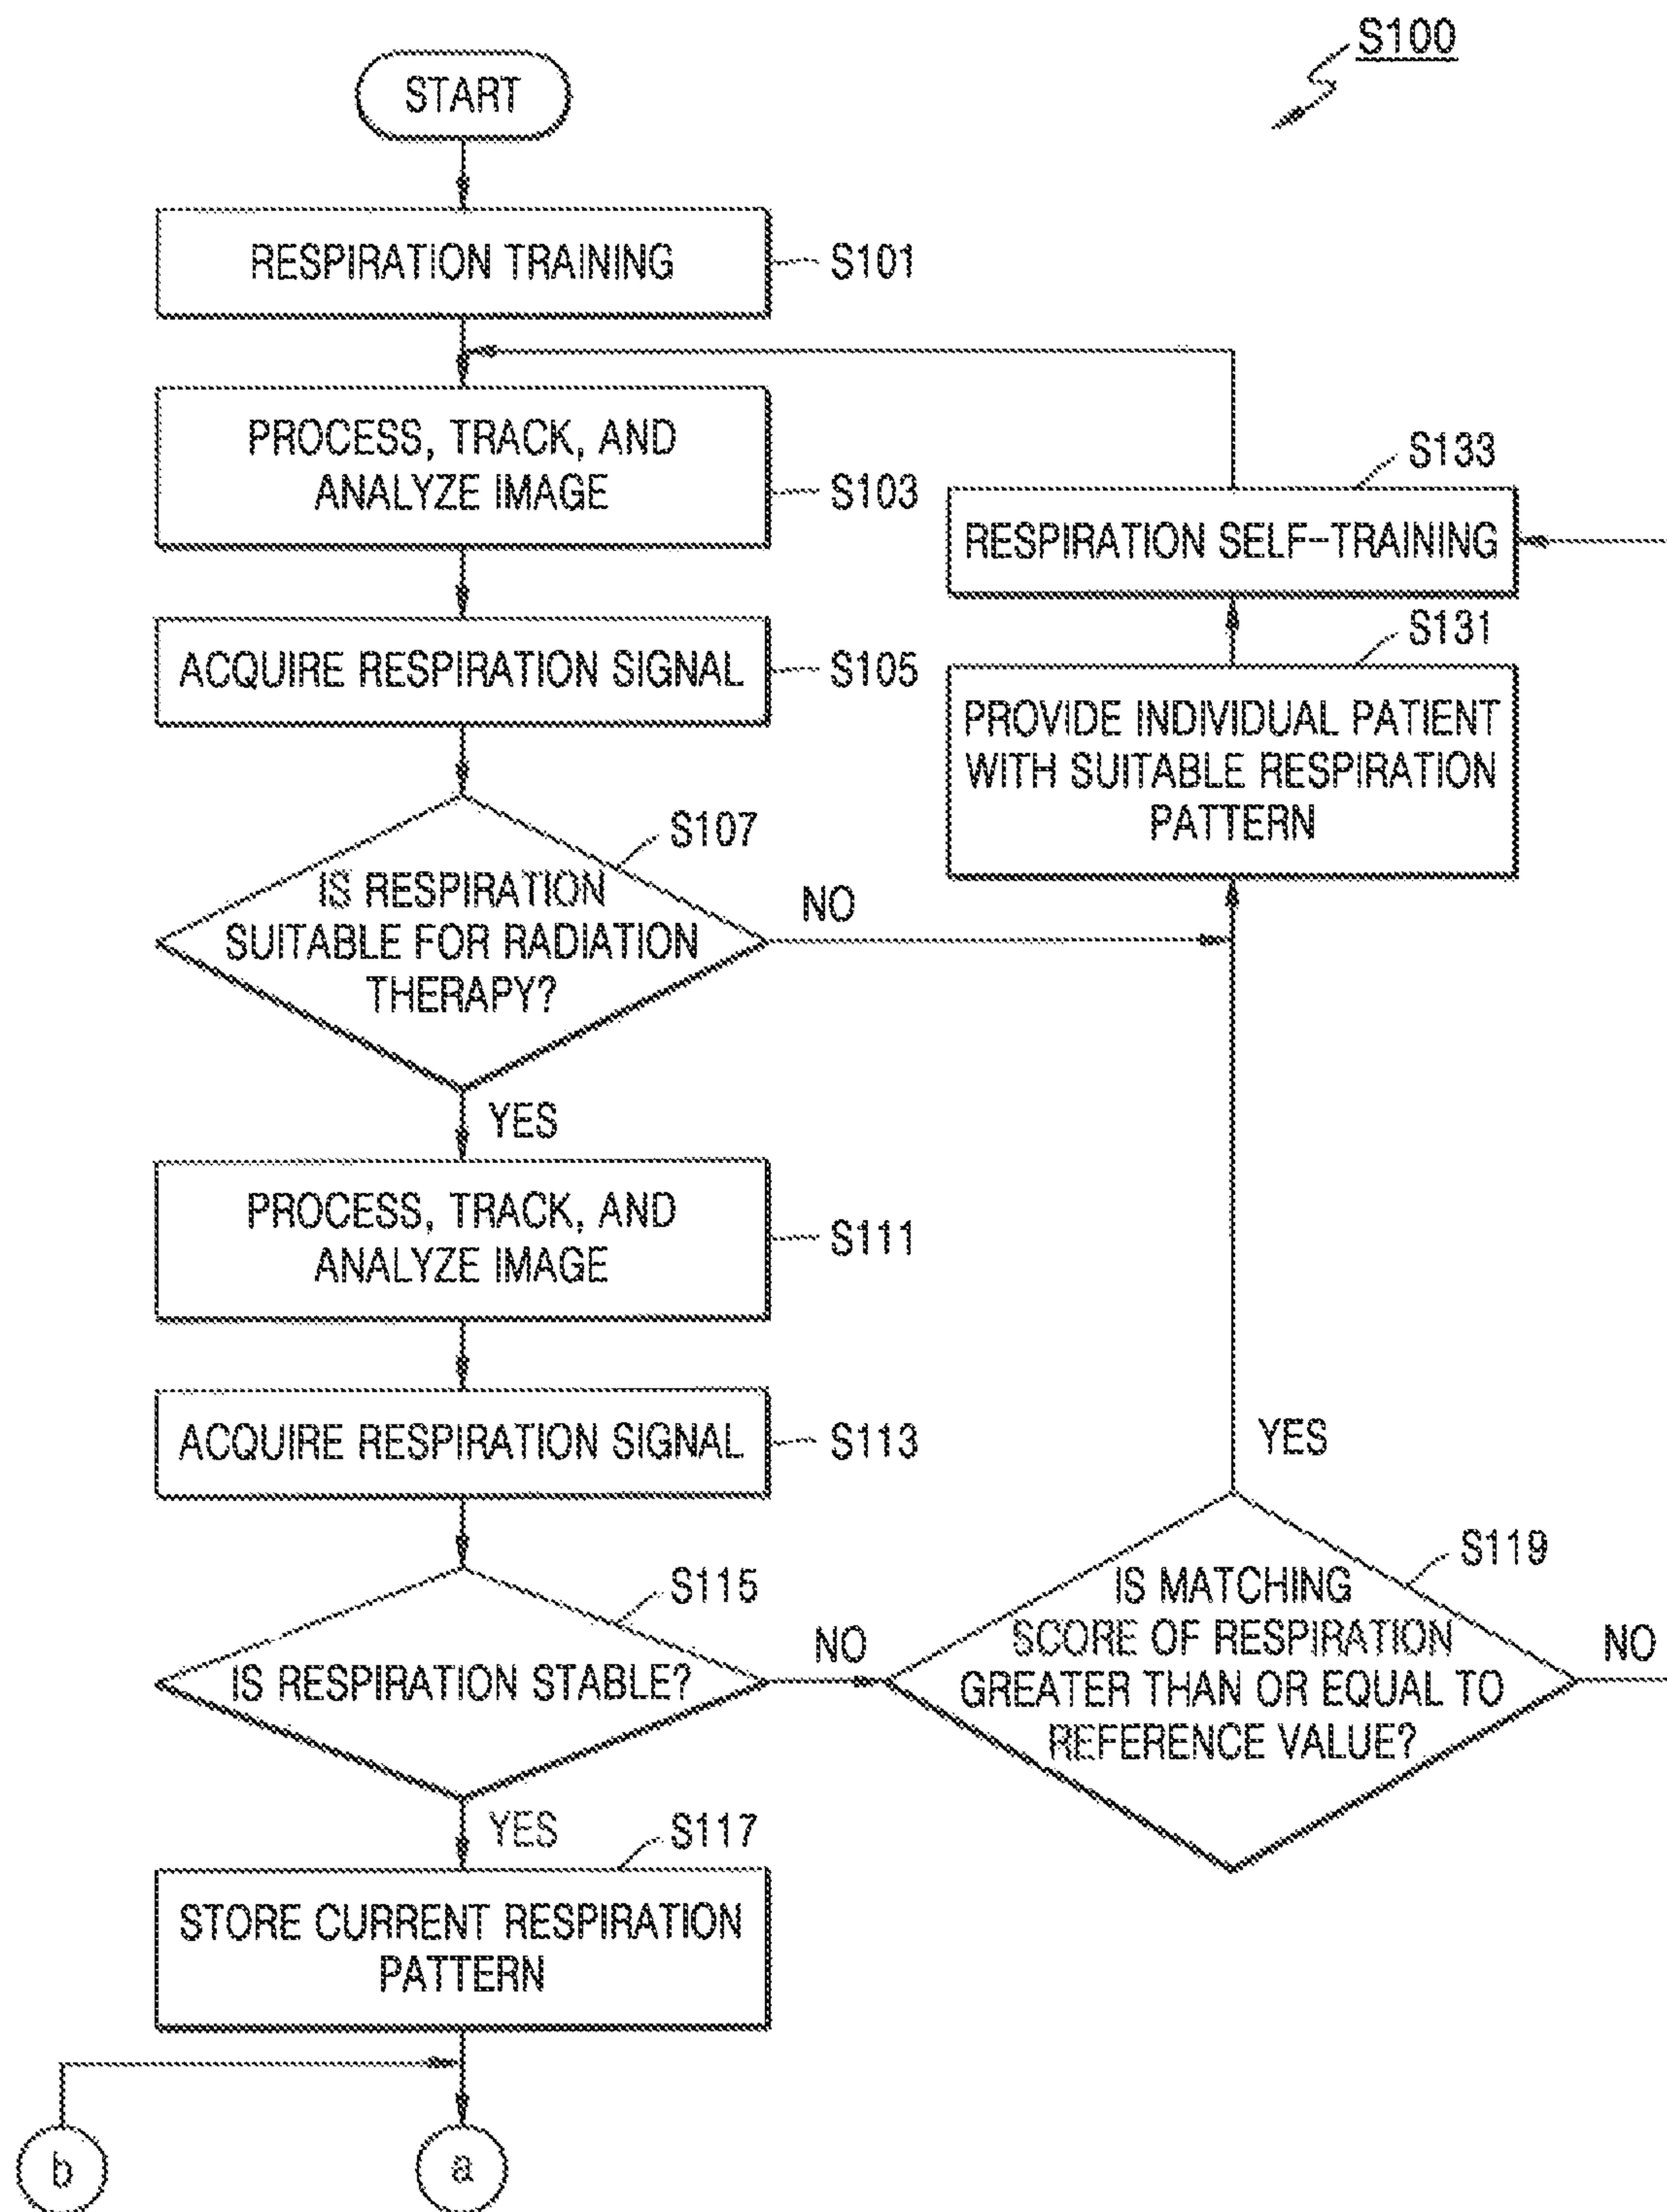 S100
START
RESPIRATION TRAINING
S101
PROCESS, TRACK, AND
ANALYZE IMAGE
S103
S133
RESPIRATION SELF-TRAINING
ACQUIRE RESPIRATION SIGNAL
S105
S131
PROVIDE INDIVIDUAL PATIENT
WITH SUITABLE RESPIRATION
PATTERN
S107
IS RESPIRATION
SUITABLE FOR RADIATION
THERAPY?
NO
YES
PROCESS, TRACK, AND
ANALYZE IMAGE
S111
ACQUIRE RESPIRATION SIGNAL
S113
YES
S115
IS RESPIRATION STABLE?
NO
S119
IS MATCHING
SCORE OF RESPIRATION
GREATER THAN OR EQUAL TO
REFERENCE VALUE?
NO
YES
S117
STORE CURRENT RESPIRATION
PATTERN
b
a